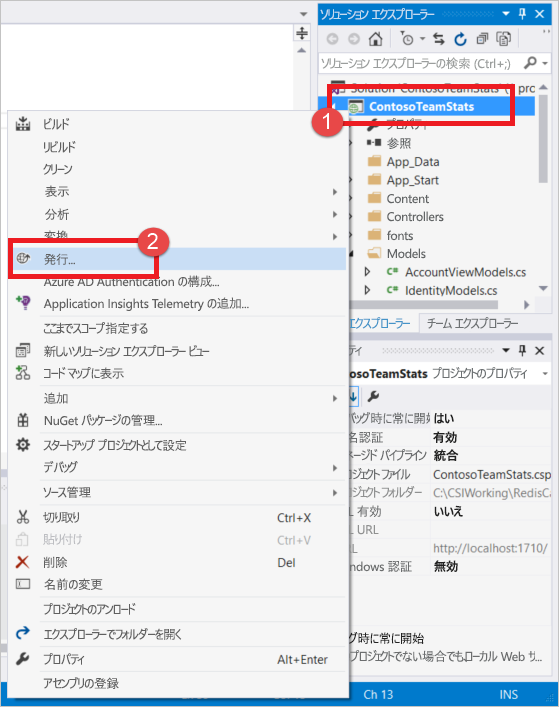 ソリューション エクスプローラー
ソリューション エクスプローラーの検索 (Ctrl+;)
Solution 'ContosoTeamStats' (1 pro
1
ContosoTeamStats
プロパティ
参照
App_Data
App_Start
Content
Controllers
fonts
Models
C# AccountViewModels.cs
C# IdentityModels.cs
エクスプローラー チーム エクスプローラー
ビルド
リビルド
クリーン
表示
分析
変換
2
発行...
Azure AD Authentication の構成...
Application Insights Telemetry の追加...
ここまでスコープ指定する
新しいソリューション エクスプローラー ビュー
コード マップに表示
追加
NuGet パッケージの管理...
スタートアップ プロジェクトとして設定
デバッグ
ソース管理
切り取り Ctrl+X
貼り付け Ctrl+V
削除 Del
名前の変更
プロジェクトのアンロード
エクスプローラーでフォルダーを開く
プロパティ Alt+Enter
アセンブリの登録
ティ
osoTeamStats プロジェクトのプロパティ
バッグ時に常に開始 はい
名認証 有効
ページド パイプライン 統合
ロジェクト ファイル ContosoTeamStats.csp
ロジェクト フォルダー C:\CSIWorking\RedisCa
L 有効 いいえ
L URL
RL http://localhost:1710/
indows 認証 無効
グ時に常に開始
プロジェクトでない場合でもローカル Web サ...
Ch 13 INS